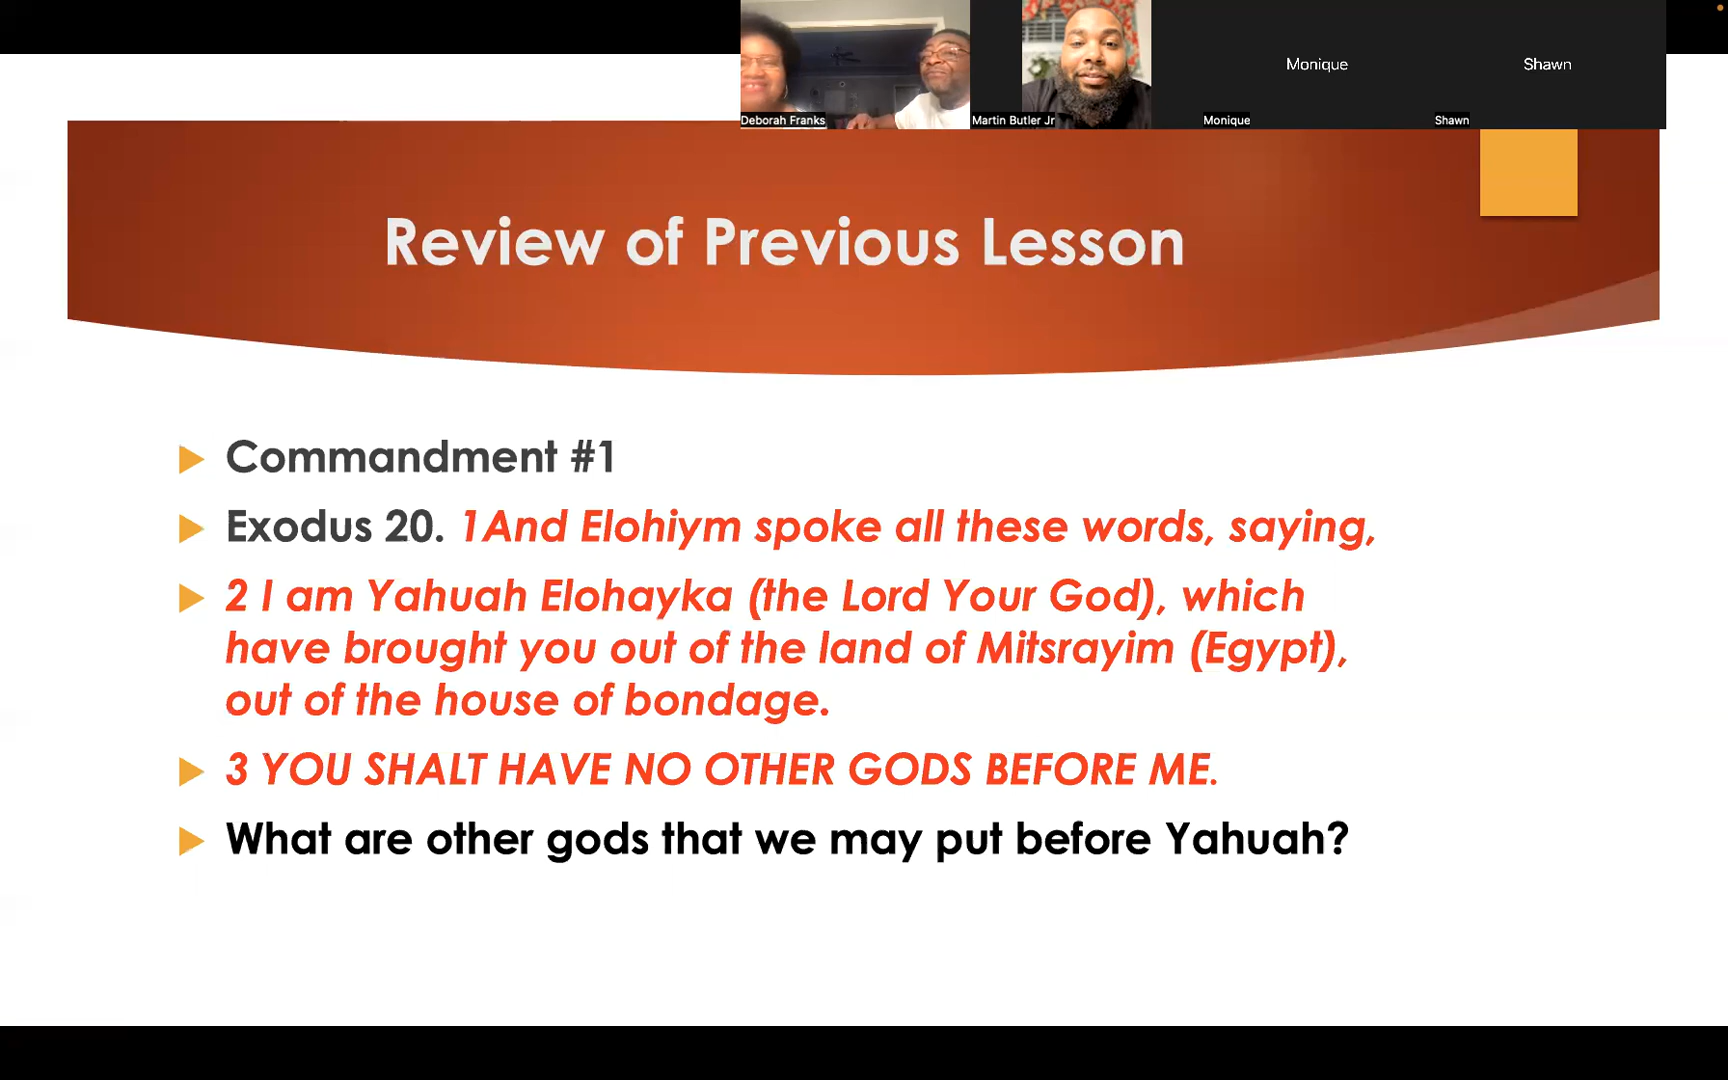 Monique
Shawn
Deborah Franks
Martin Butler Jr
Monique
Shawn
Review of Previous Lesson
Commandment #1
Exodus 20. 1And Elohiym spoke all these words, saying,
2 I am Yahuah Elohayka (the Lord Your God), which
have brought you out of the land of Mitsrayim (Egypt),
out of the house of bondage.
3 YOU SHALT HAVE NO OTHER GODS BEFORE ME.
What are other gods that we may put before Yahuah?